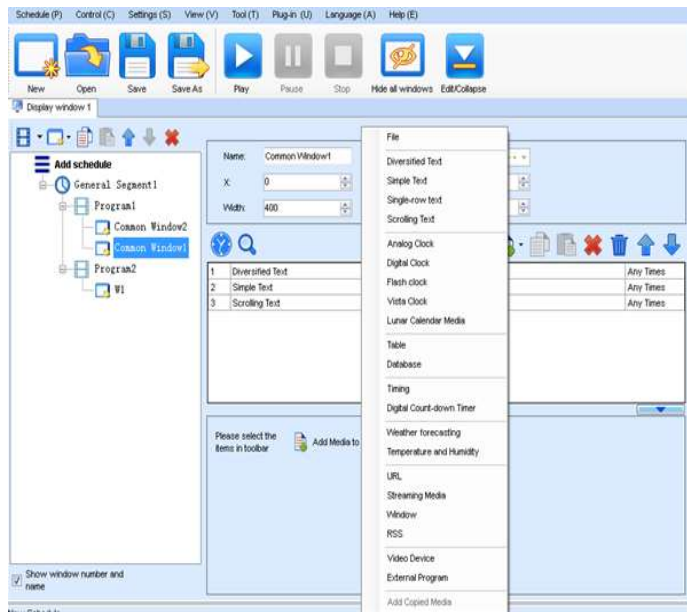 Schedule (P) Control (C) Settings (S) View (V) Tool (T) Plug-in (U) Language (A) Help (E)
New Open Save Save As Play Pause Stop Hide all windows Edit/Collapse
Display window 1
Add schedule
General Segment1
Program1
Common Window2
Common Window1
Program2
W1
Show window number and
name
Name: Common Window1
X: 0
Width: 400
1 Diversified Text Any Times
2 Simple Text Any Times
3 Scrolling Text Any Times
Please select the
items in toolbar
Add Media to
File
Diversified Text
Simple Text
Single-row text
Scrolling Text
Analog Clock
Digital Clock
Flash clock
Vista Clock
Lunar Calendar Media
Table
Database
Timing
Digital Count-down Timer
Weather forecasting
Temperature and Humidity
URL
Streaming Media
Window
RSS
Video Device
External Program
Add Copied Media